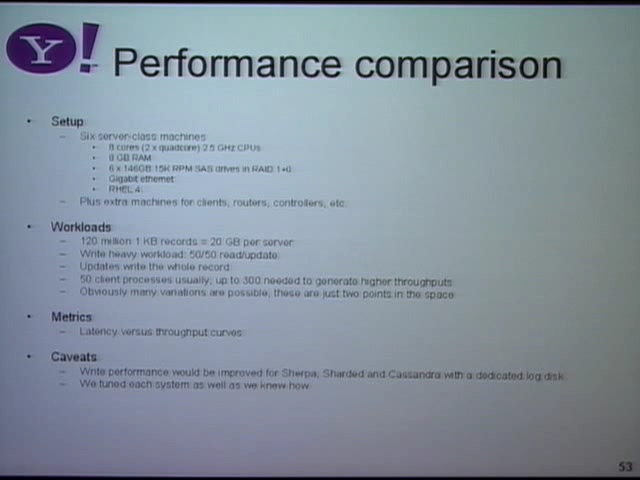 Y!
Performance comparison
• Setup
– Six server-class machines
• 8 cores (2 x quadcore) 2.5 GHz CPUs
• 8 GB RAM
• 6 x 146GB 15K RPM SAS drives in RAID 1+0
• Gigabit ethernet
• RHEL 4
– Plus extra machines for clients, routers, controllers, etc.
• Workloads
– 120 million 1 KB records = 20 GB per server
– Write heavy workload: 50/50 read/update
– Updates write the whole record
– 50 client processes usually; up to 300 needed to generate higher throughputs
– Obviously many variations are possible; these are just two points in the space
• Metrics
– Latency versus throughput curves
• Caveats
– Write performance would be improved for Sherpa, Sharded and Cassandra with a dedicated log disk
– We tuned each system as well as we knew how
53